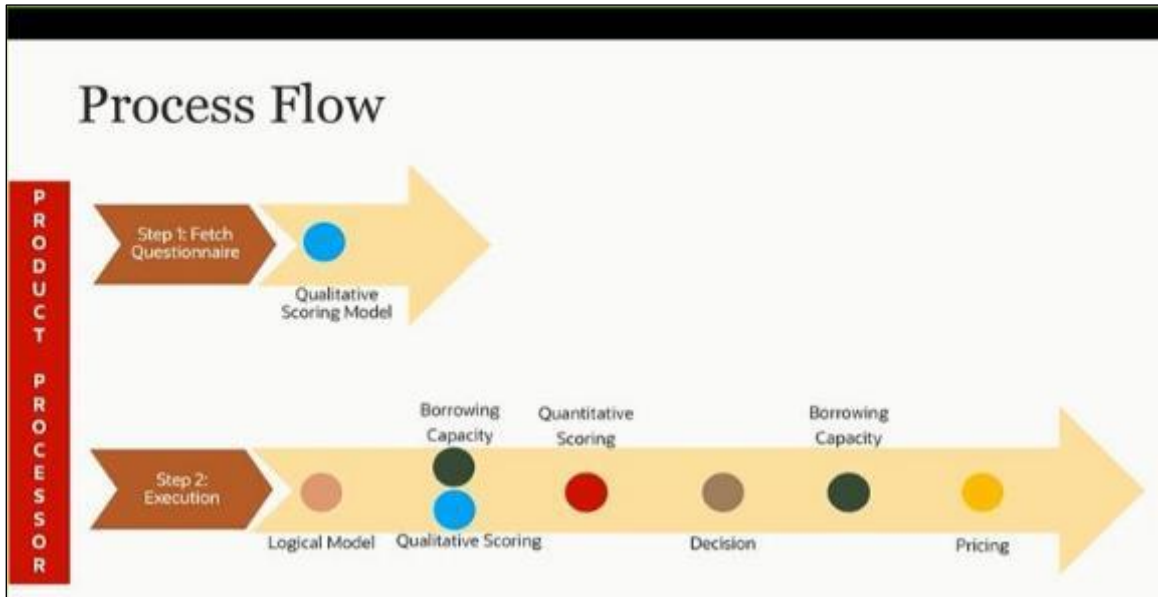 Process Flow
PRODUCT PROCESSOR
Step 1: Fetch
Questionnaire
Qualitative
Scoring Model
Step 2:
Execution
Logical Model
Borrowing
Capacity
Qualitative Scoring
Quantitative
Scoring
Decision
Borrowing
Capacity
Pricing